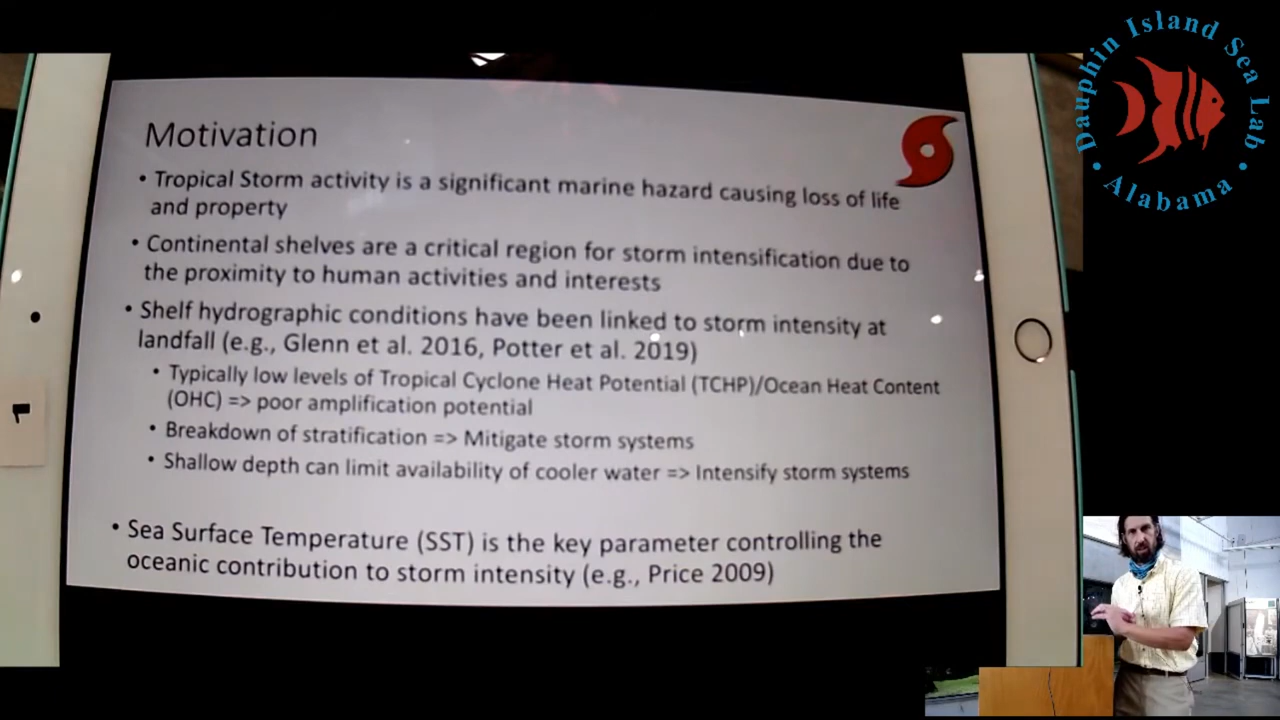 Motivation
• Tropical Storm activity is a significant marine hazard causing loss of life
and property
• Continental shelves are a critical region for storm intensification due to
the proximity to human activities and interests
• Shelf hydrographic conditions have been linked to storm intensity at
landfall (e.g., Glenn et al. 2016, Potter et al. 2019)
• Typically low levels of Tropical Cyclone Heat Potential (TCHP)/Ocean Heat Content
(OHC) => poor amplification potential
• Breakdown of stratification => Mitigate storm systems
• Shallow depth can limit availability of cooler water => Intensify storm systems
• Sea Surface Temperature (SST) is the key parameter controlling the
oceanic contribution to storm intensity (e.g., Price 2009)
Dauphin Island Sea Lab
• Alabama •